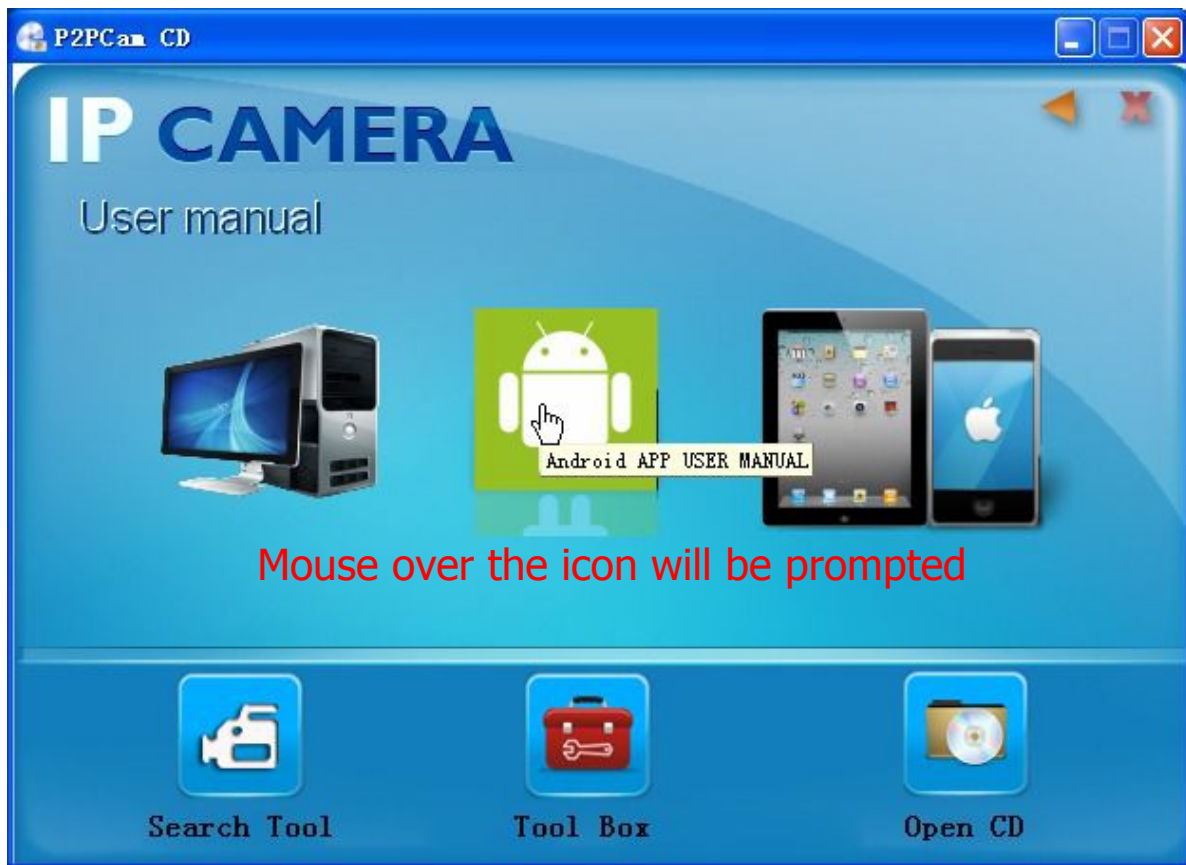 P2PCam CD
IP CAMERA
User manual
Android APP USER MANUAL
Mouse over the icon will be prompted
Search Tool
Tool Box
Open CD